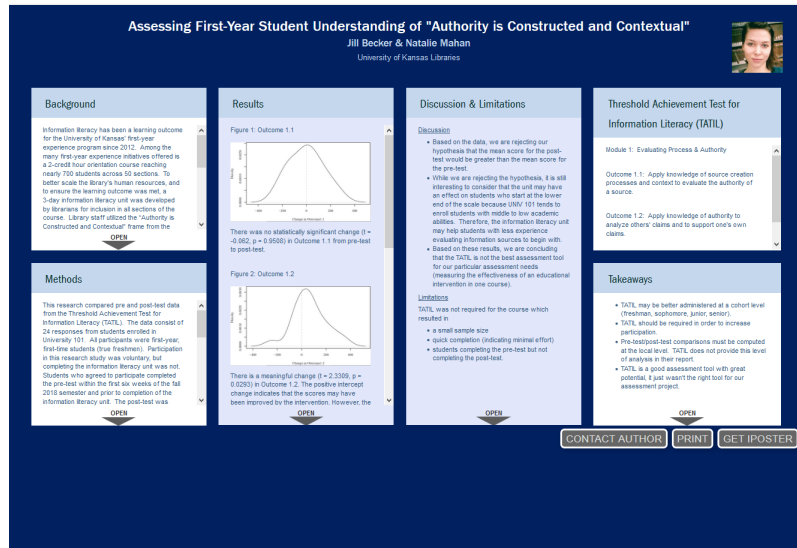 Assessing First-Year Student Understanding of "Authority is Constructed and Contextual"
Jill Becker & Natalie Mahan
University of Kansas Libraries
Background
Information literacy has been a learning outcome
for the University of Kansas' first-year
experience program since 2012. Among the
many first-year experience initiatives offered is
a 2-credit hour orientation course reaching
nearly 700 students across 50 sections. To
better scale the library's human resources, and
to ensure the learning outcome was met, a
3-day information literacy unit was developed
by librarians for inclusion in all sections of the
course. Library staff utilized the "Authority is
Constructed and Contextual" frame from the
OPEN
Methods
This research compared pre and post-test data
from the Threshold Achievement Test for
Information Literacy (TATIL). The data consist of
24 responses from students enrolled in
University 101. All participants were first-year,
first-time students (true freshmen). Participation
in this research study was voluntary, but
completing the information literacy unit was not.
Students who agreed to participate completed
the pre-test within the first six weeks of the fall
2018 semester and prior to completion of the
information literacy unit. The post-test was
OPEN
Results
Figure 1: Outcome 1.1
There was no statistically significant change (t =
-0.062, p = 0.9508) in Outcome 1.1 from pre-test
to post-test.
Figure 2: Outcome 1.2
There is a meaningful change (t = 2.3309, p =
0.0293) in Outcome 1.2. The positive intercept
change indicates that the scores may have
been improved by the intervention. However, the
OPEN
Discussion & Limitations
Discussion
• Based on the data, we are rejecting our
hypothesis that the mean score for the post-
test would be greater than the mean score for
the pre-test.
• While we are rejecting the hypothesis, it is still
interesting to consider that the unit may have
an effect on students who start at the lower
end of the scale because UNIV 101 tends to
enroll students with middle to low academic
abilities. Therefore, the information literacy unit
may help students with less experience
evaluating information sources to begin with.
• Based on these results, we are concluding
that the TATIL is not the best assessment tool
for our particular assessment needs
(measuring the effectiveness of an educational
intervention in one course).
Limitations
TATIL was not required for the course which
resulted in
• a small sample size
• quick completion (indicating minimal effort)
• students completing the pre-test but not
completing the post-test.
OPEN
Threshold Achievement Test for
Information Literacy (TATIL)
Module 1: Evaluating Process & Authority
Outcome 1.1: Apply knowledge of source creation
processes and context to evaluate the authority of
a source.
Outcome 1.2: Apply knowledge of authority to
analyze others' claims and to support one's own
claims.
Takeaways
• TATIL may be better administered at a cohort level
(freshman, sophomore, junior, senior).
• TATIL should be required in order to increase
participation.
• Pre-test/post-test comparisons must be computed
at the local level. TATIL does not provide this level
of analysis in their report.
• TATIL is a good assessment tool with great
potential, it just wasn't the right tool for our
assessment project.
OPEN
CONTACT AUTHOR
PRINT
GET IPOSTER